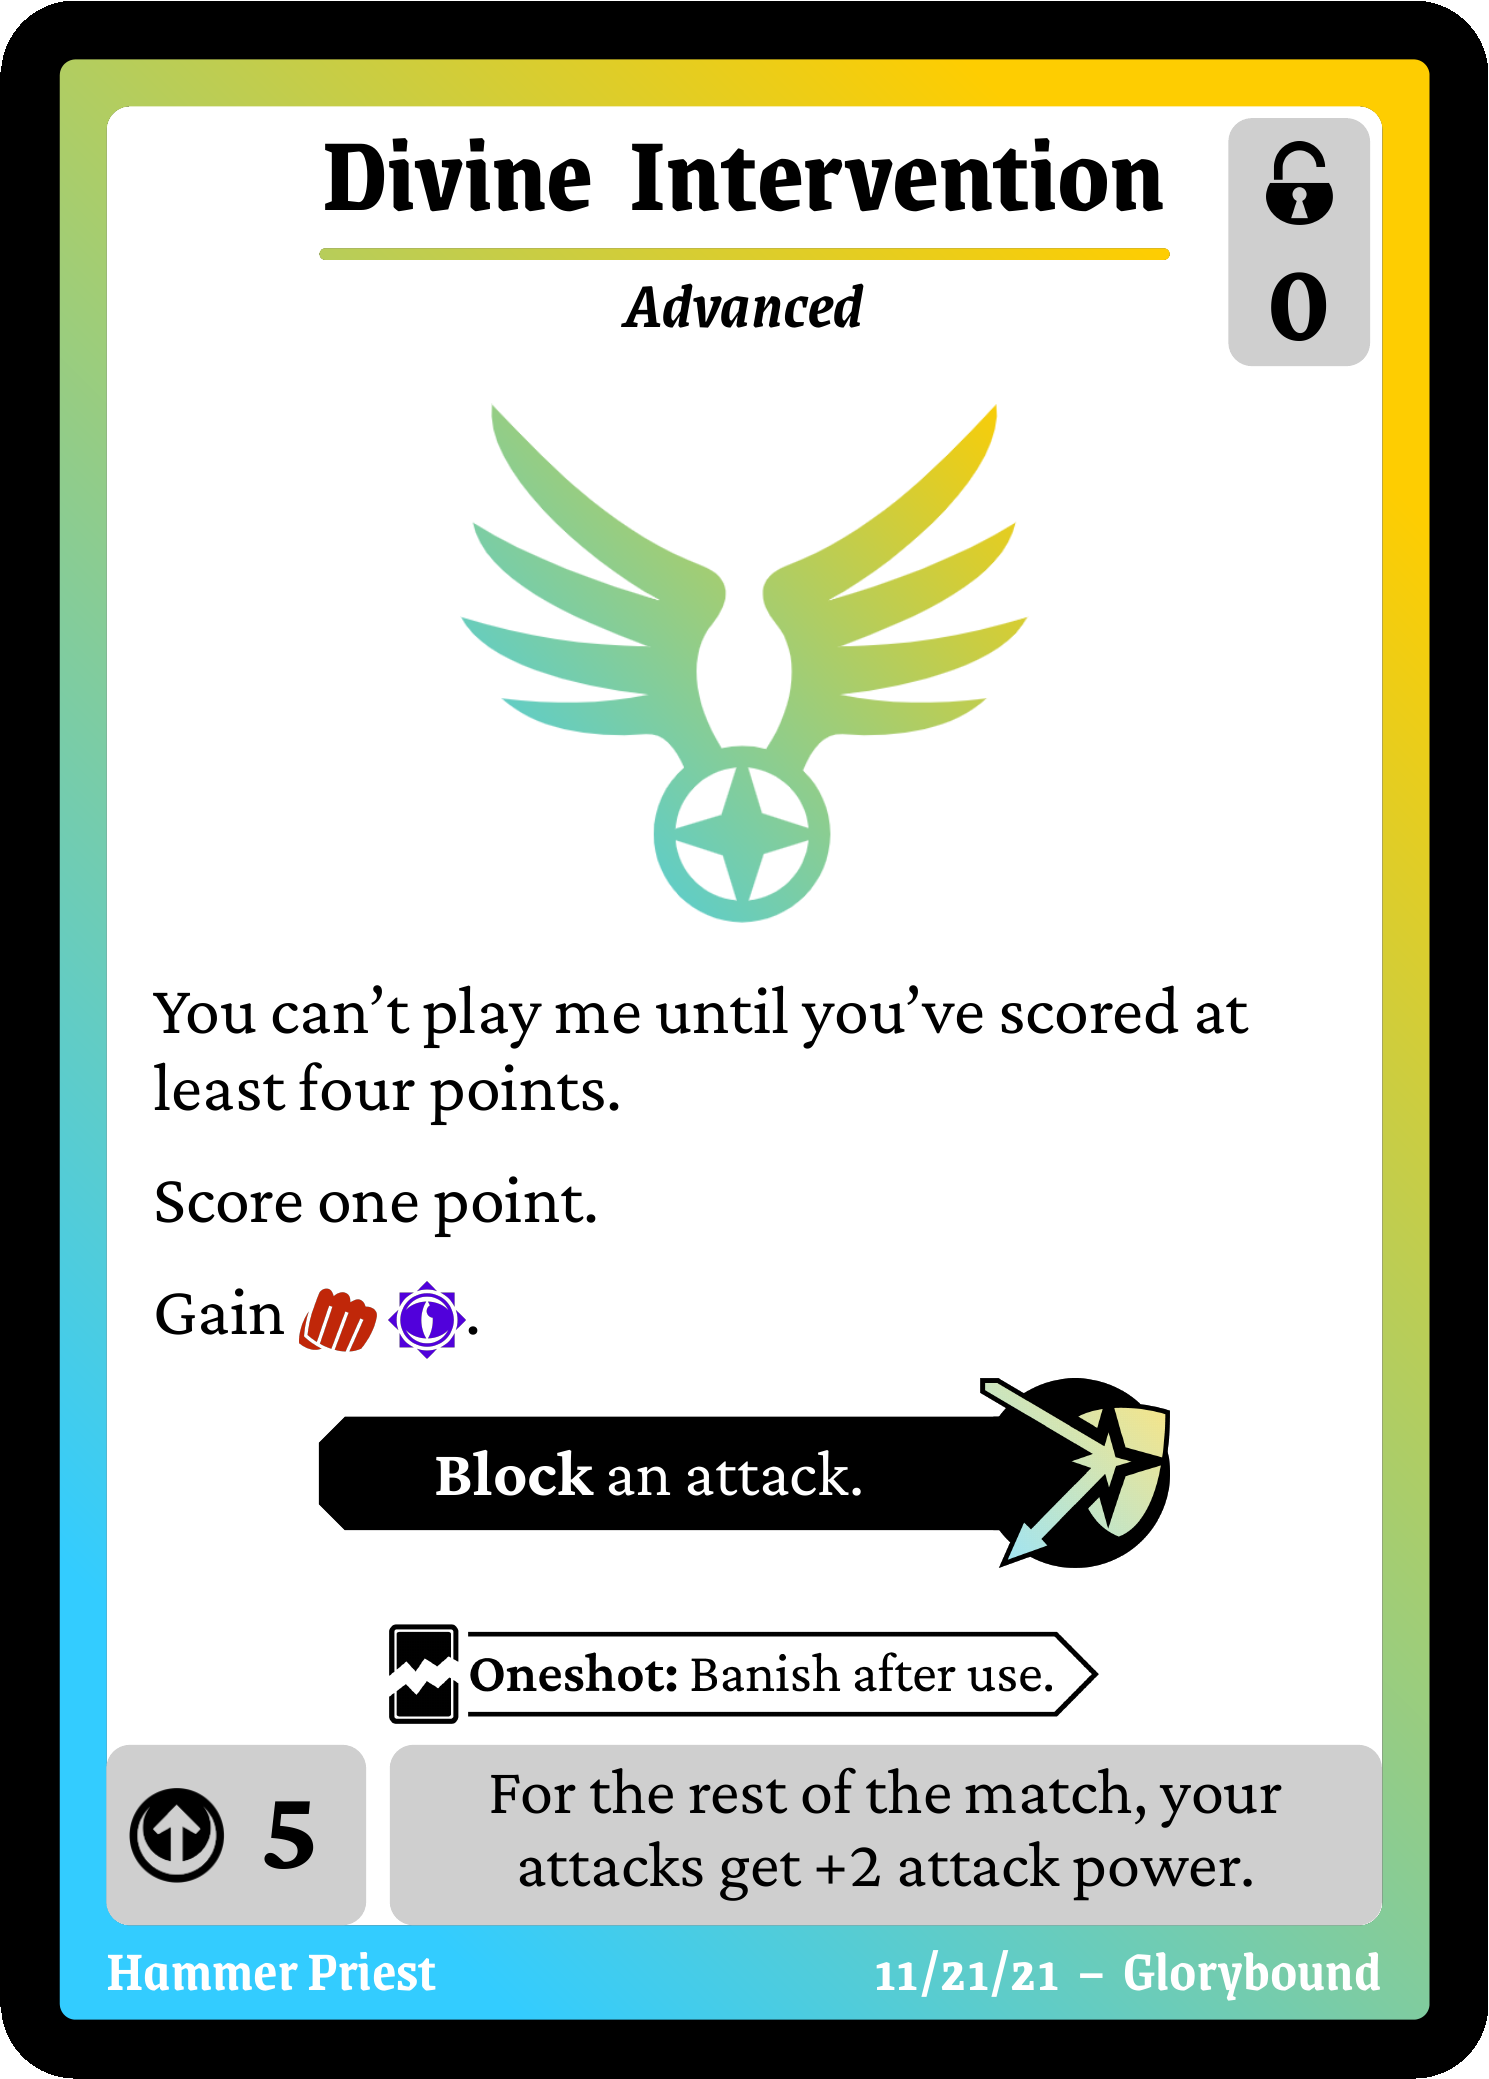 Divine Intervention
0
Advanced
You can’t play me until you’ve scored at
least four points.
Score one point.
Gain .
Block an attack.
Oneshot: Banish after use.
5
For the rest of the match, your
attacks get +2 attack power.
Hammer Priest
11/21/21 – Glorybound